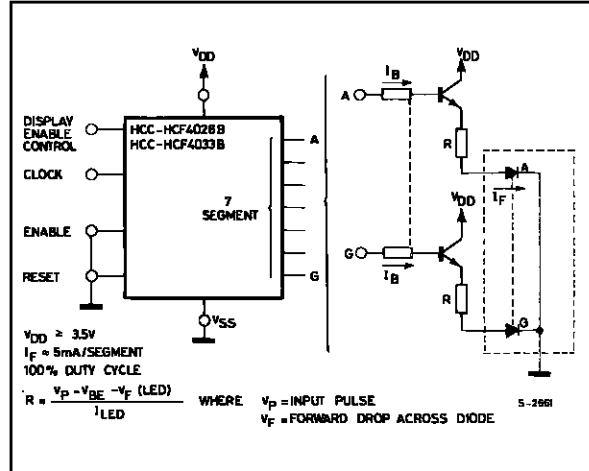 VDD
DISPLAY
ENABLE
CONTROL
HCC-HCF4026B
HCC-HCF4033B
CLOCK
7
SEGMENT
ENABLE
RESET
A
G
VSS
VDD
IB
A
R
A
IF
VDD
G
IB
R
G
VDD ≥ 3.5V
IF ≈ 5mA/SEGMENT
100% DUTY CYCLE
R = VP - VBE - VF (LED) / ILED WHERE VP = INPUT PULSE
VF = FORWARD DROP ACROSS DIODE
S-2961